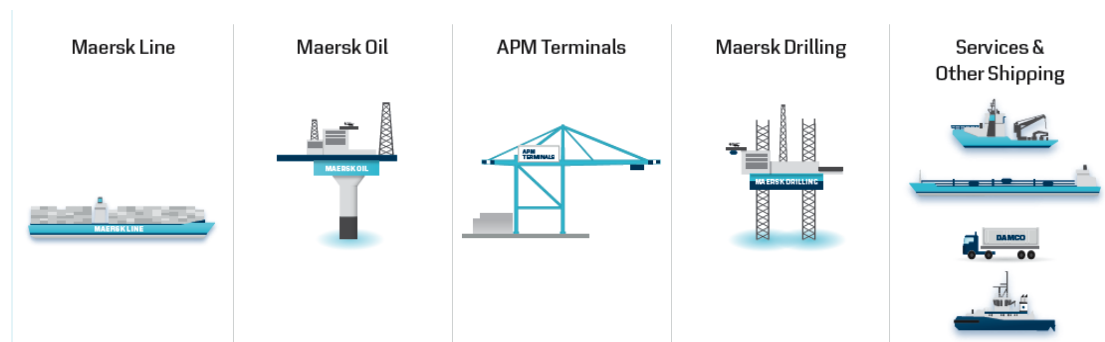 Maersk Line
Maersk Oil
APM Terminals
Maersk Drilling
Services &
Other Shipping
MAERSK LINE
MAERSK OIL
APM
TERMINALS
MAERSK DRILLING
DAMCO